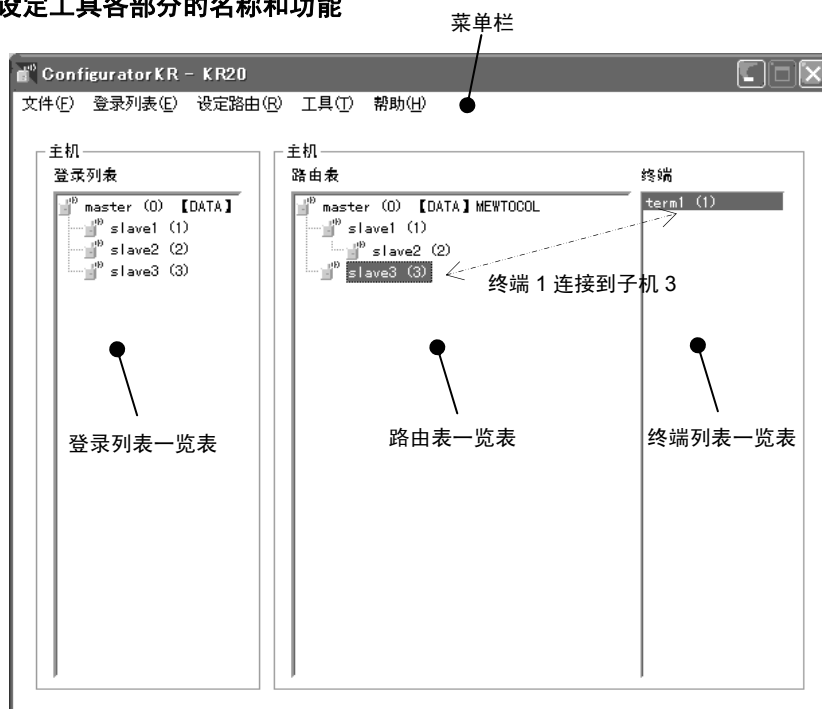 设定工具各部分的名称和功能
菜单栏
ConfiguratorKR - KR20
文件(F) 登录列表(E) 设定路由(R) 工具(T) 帮助(H)
主机
登录列表
master (0) 【DATA】
slave1 (1)
slave2 (2)
slave3 (3)
登录列表一览表
主机
路由表
master (0) 【DATA】MEWTOCOL
slave1 (1)
slave2 (2)
slave3 (3)
终端 1 连接到子机 3
路由表一览表
终端
term1 (1)
终端列表一览表